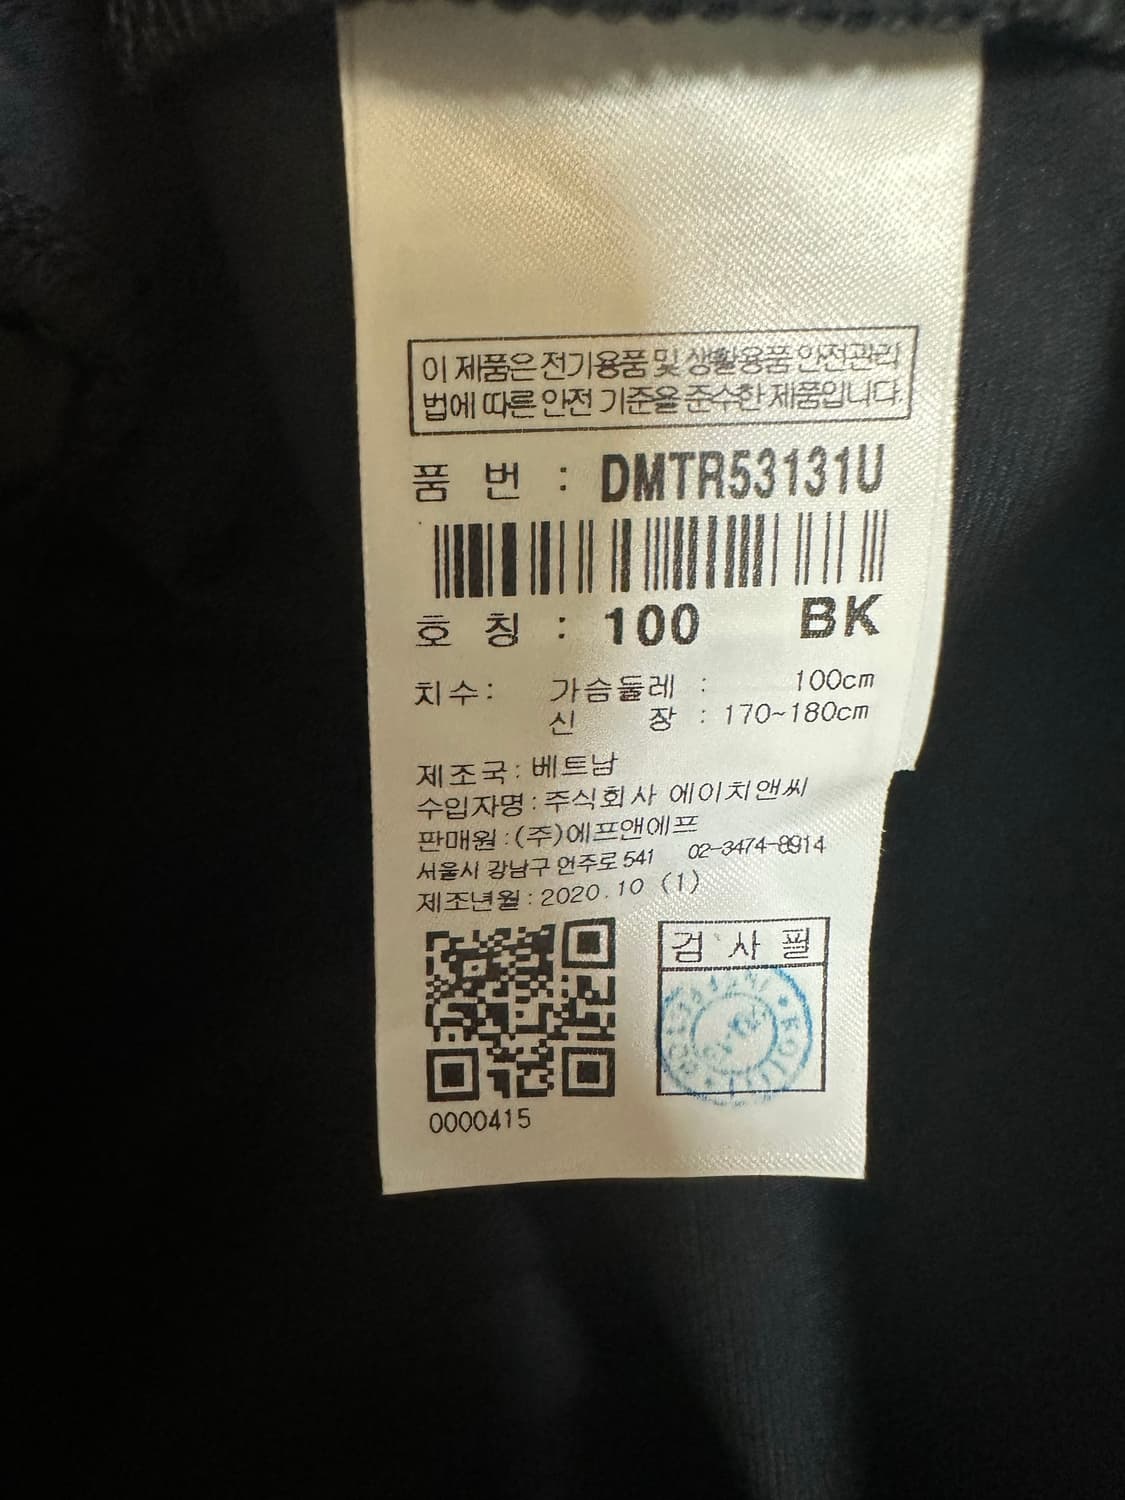 이 제품은 전기용품 및 생활용품 안전관리
법에 따른 안전 기준을 준수한 제품입니다.
품 번 : DMTR53131U
호 칭 : 100 BK
치수: 가슴둘레 : 100cm
신 장 : 170~180cm
제조국: 베트남
수입자명: 주식회사 에이치앤씨
판매원:(주)에프앤에프
서울시 강남구 언주로 541 02-3474-8914
제조년월: 2020.10 (1)
검 사 필
0000415